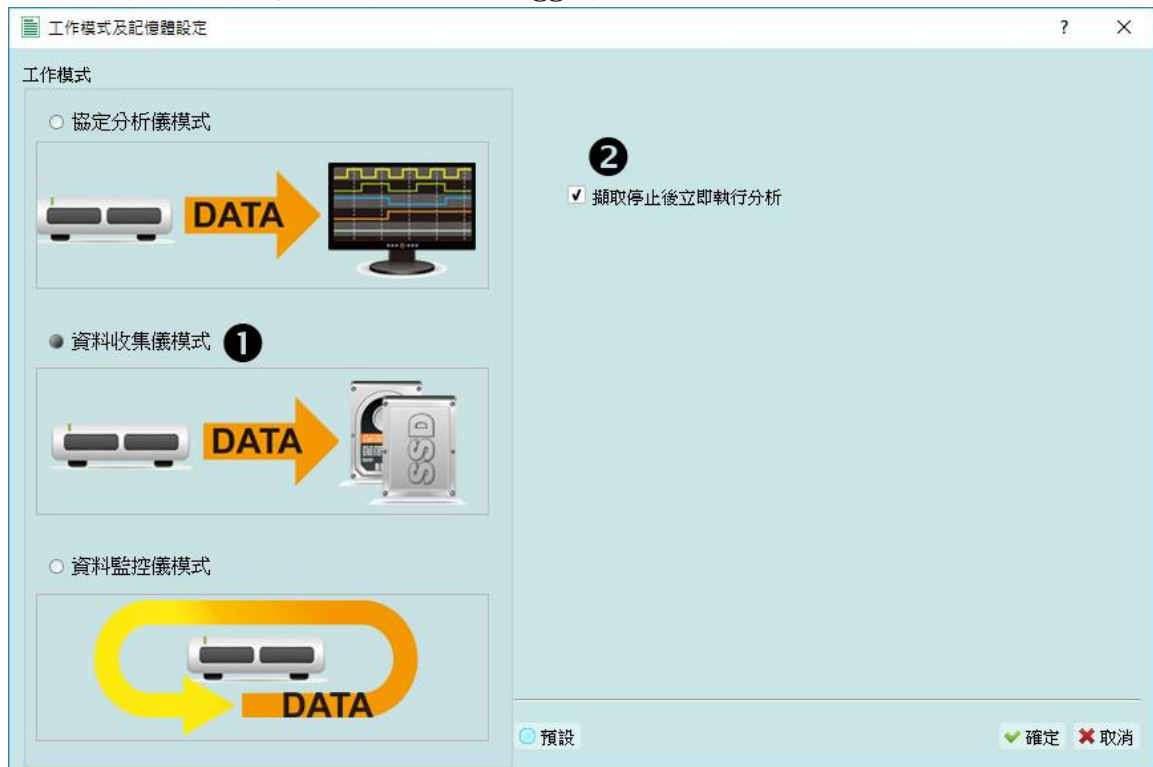 工作模式及記憶體設定 ? ✕
工作模式
協定分析儀模式
DATA
❷
擷取停止後立即執行分析
資料收集儀模式 ❶
DATA
SSD
資料監控儀模式
DATA
預設
確定 取消